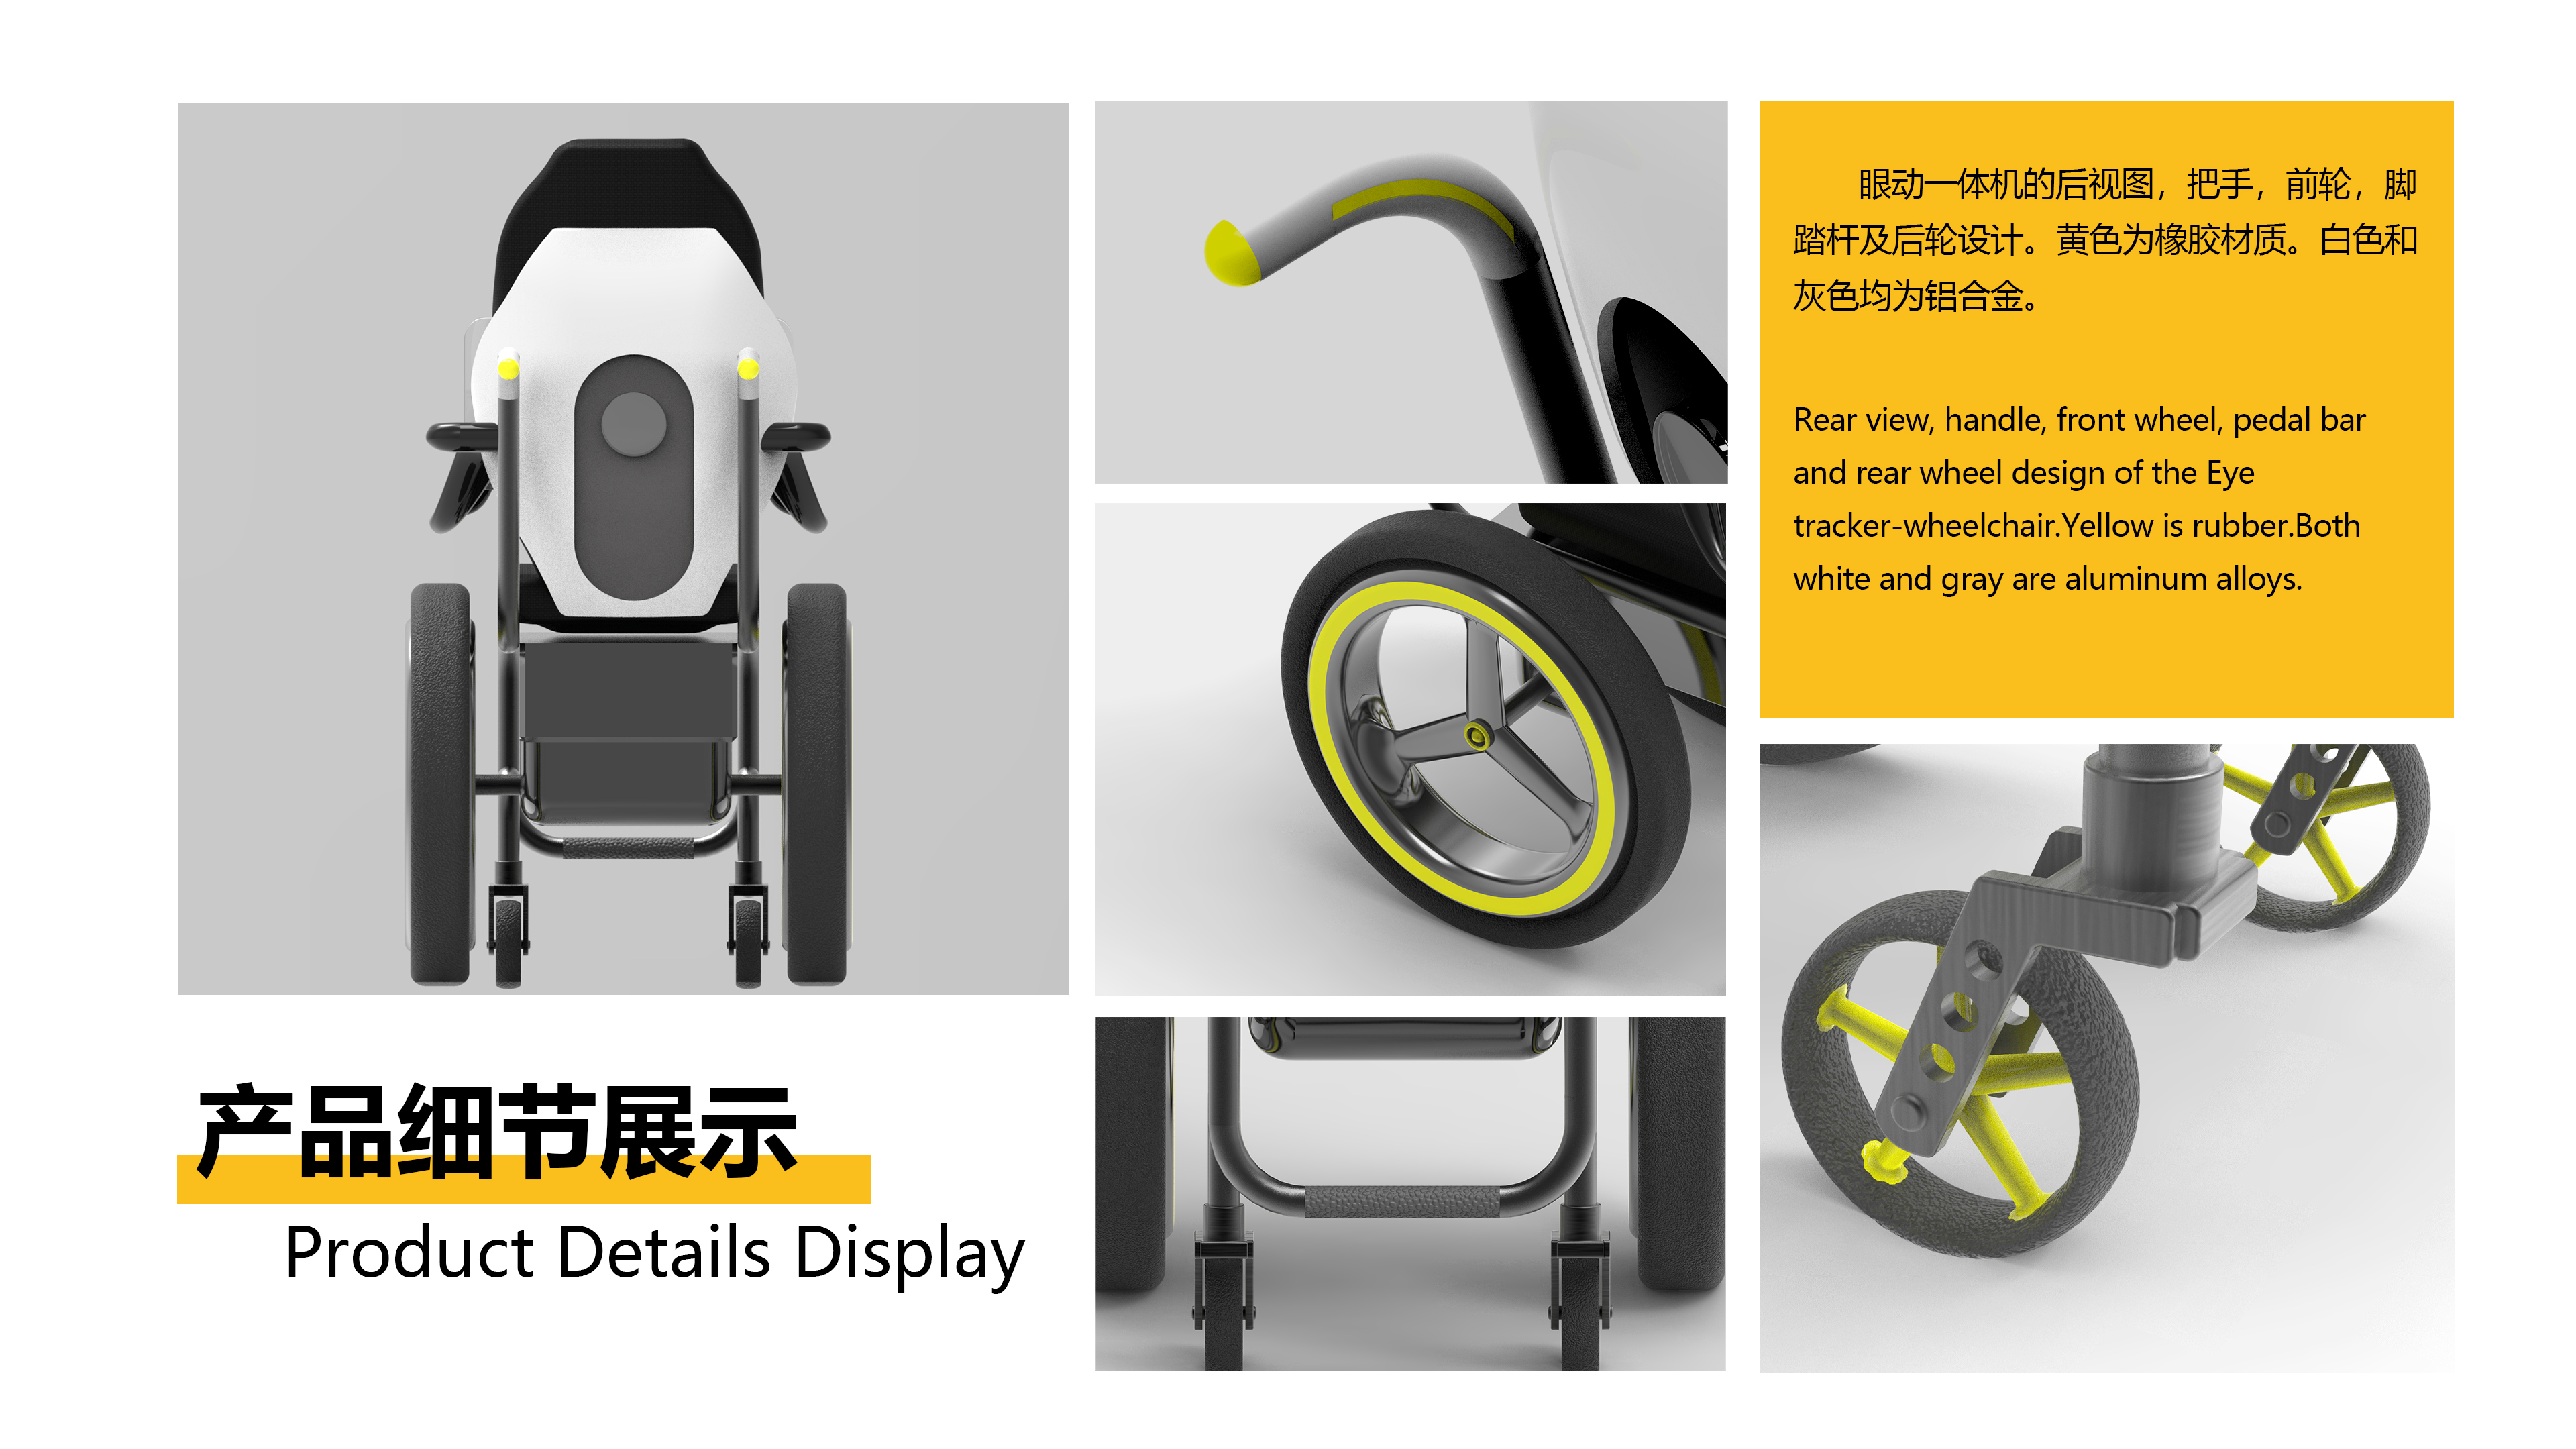 眼动一体机的后视图，把手，前轮，脚
踏杆及后轮设计。黄色为橡胶材质。白色和
灰色均为铝合金。
Rear view, handle, front wheel, pedal bar
and rear wheel design of the Eye
tracker-wheelchair.Yellow is rubber.Both
white and gray are aluminum alloys.
产品细节展示
Product Details Display